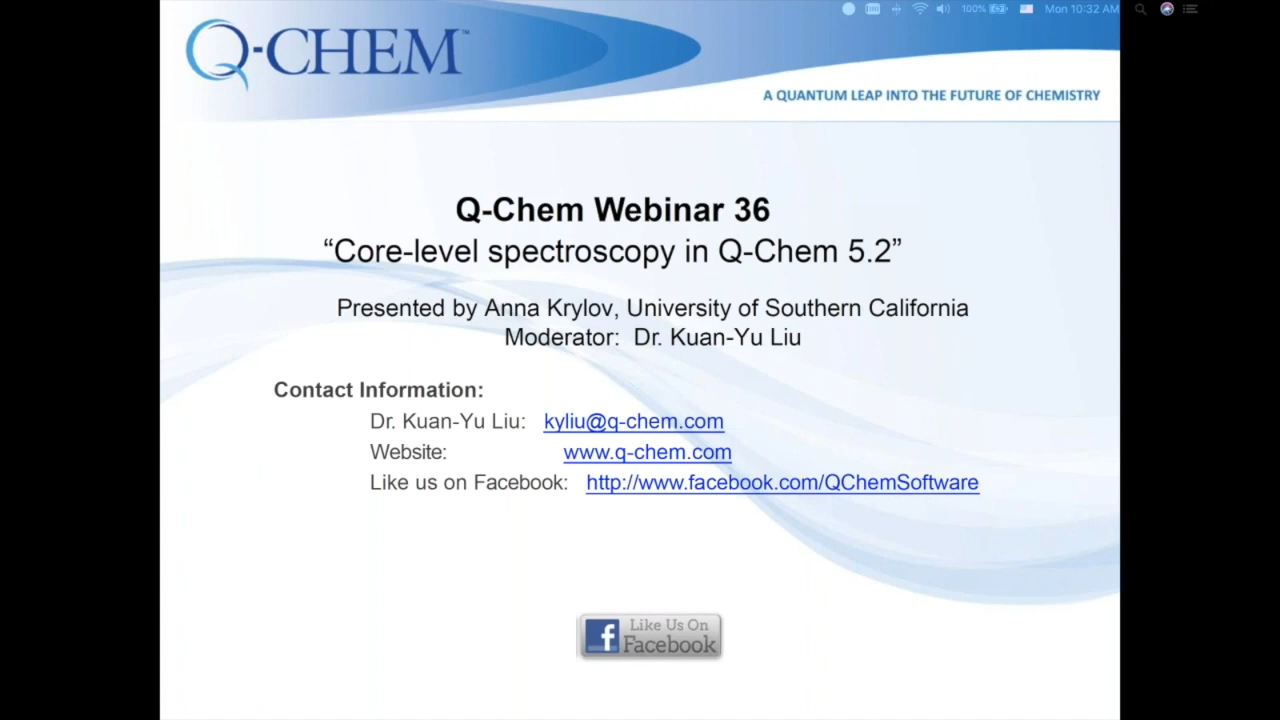 100% Mon 10:32 AM
Q-CHEM™
A QUANTUM LEAP INTO THE FUTURE OF CHEMISTRY
Q-Chem Webinar 36
“Core-level spectroscopy in Q-Chem 5.2”
Presented by Anna Krylov, University of Southern California
Moderator: Dr. Kuan-Yu Liu
Contact Information:
Dr. Kuan-Yu Liu: kyliu@q-chem.com
Website: www.q-chem.com
Like us on Facebook: http://www.facebook.com/QChemSoftware
f Like Us On
Facebook